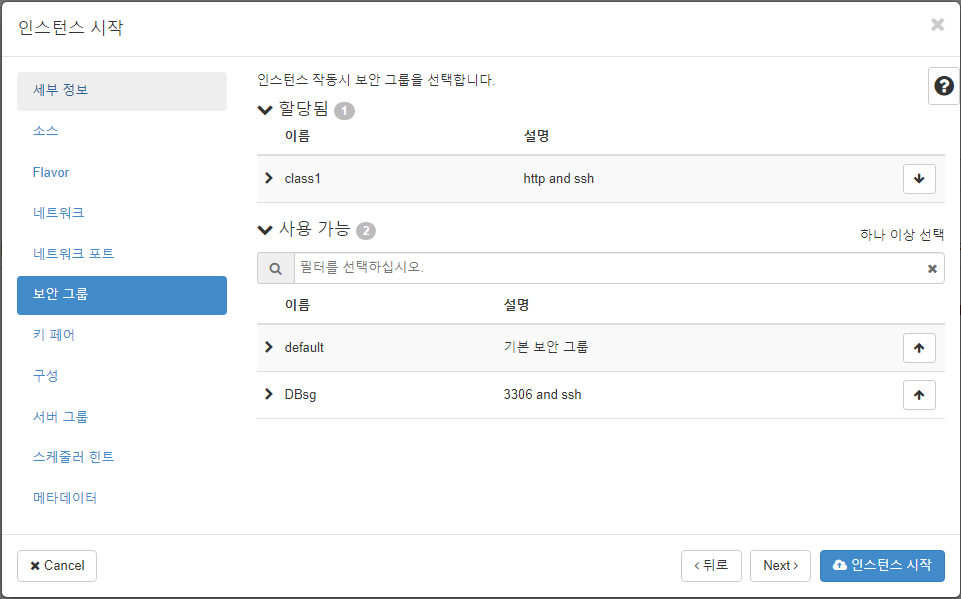 인스턴스 시작
세부 정보
소스
Flavor
네트워크
네트워크 포트
보안 그룹
키 페어
구성
서버 그룹
스케줄러 힌트
메타데이터
인스턴스 작동시 보안 그룹을 선택합니다.
할당됨 1
이름 설명
class1 http and ssh
사용 가능 2 하나 이상 선택
필터를 선택하십시오.
이름 설명
default 기본 보안 그룹
DBsg 3306 and ssh
Cancel ‹ 뒤로 Next › 인스턴스 시작